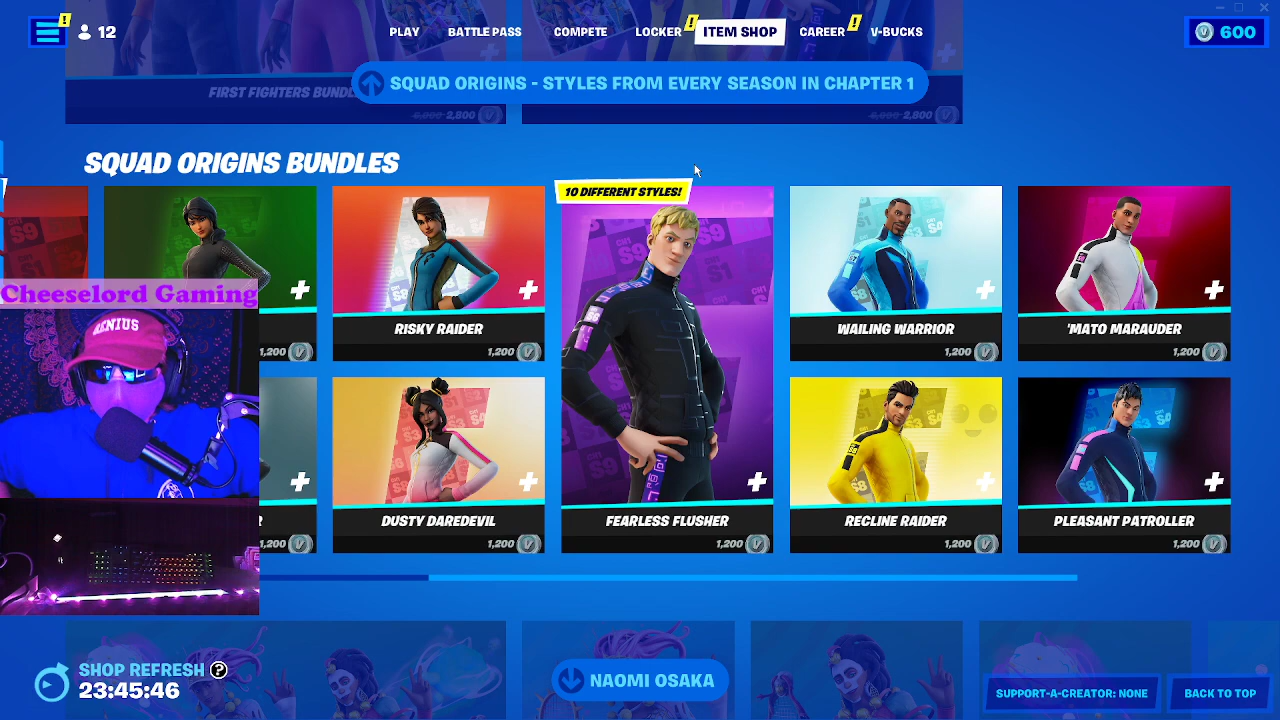 12
PLAY
BATTLE PASS
COMPETE
LOCKER
ITEM SHOP
CAREER
V-BUCKS
600
SQUAD ORIGINS - STYLES FROM EVERY SEASON IN CHAPTER 1
FIRST FIGHTERS
2,800
2,800
SQUAD ORIGINS BUNDLES
10 DIFFERENT STYLES!
Cheeselord Gaming
GENIUS
1,200
RISKY RAIDER
1,200
WAILING WARRIOR
1,200
'MATO MARAUDER
1,200
1,200
DUSTY DAREDEVIL
1,200
FEARLESS FLUSHER
1,200
RECLINE RAIDER
1,200
PLEASANT PATROLLER
1,200
SHOP REFRESH ?
23:45:46
NAOMI OSAKA
SUPPORT-A-CREATOR: NONE
BACK TO TOP